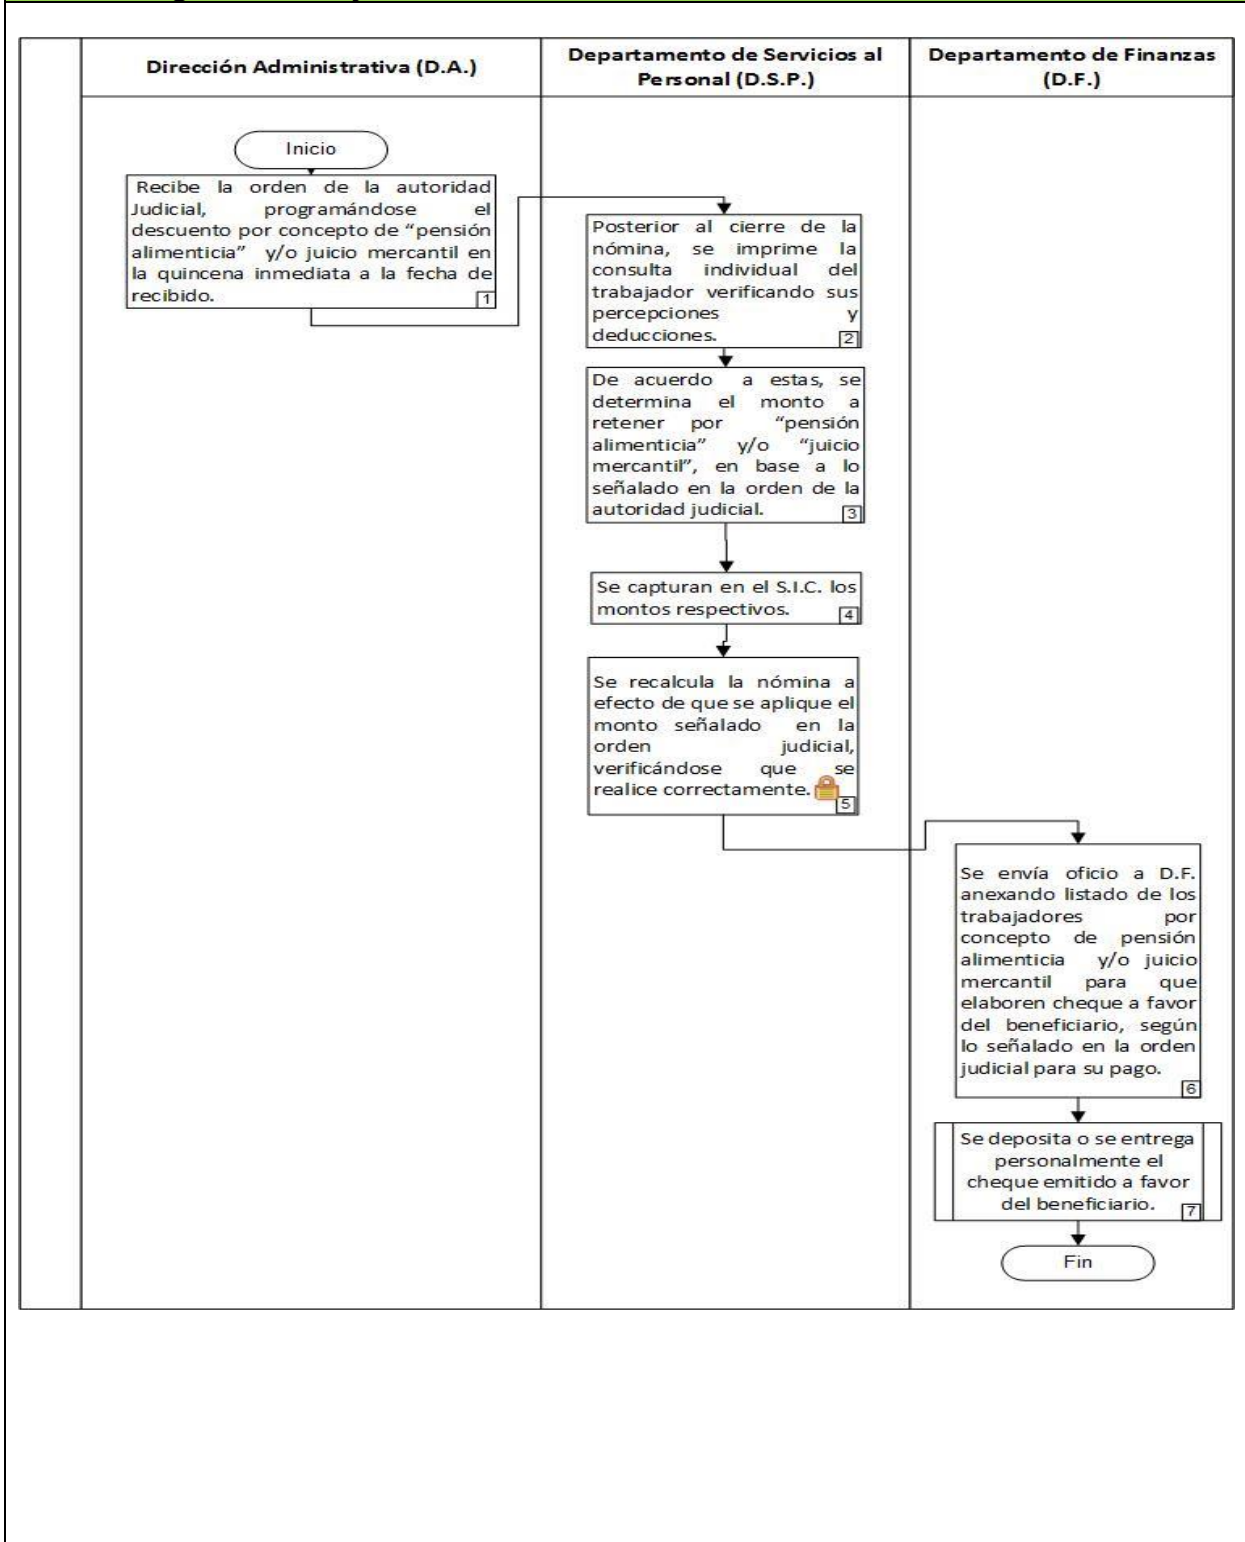 Dirección Administrativa (D.A.)
Departamento de Servicios al
Personal (D.S.P.)
Departamento de Finanzas
(D.F.)
Inicio
Recibe la orden de la autoridad
Judicial, programándose el
descuento por concepto de “pensión
alimenticia” y/o juicio mercantil en
la quincena inmediata a la fecha de
recibido.
1
Posterior al cierre de la
nómina, se imprime la
consulta individual del
trabajador verificando sus
percepciones y
deducciones.
2
De acuerdo a estas, se
determina el monto a
retener por “pensión
alimenticia” y/o “juicio
mercantil”, en base a lo
señalado en la orden de la
autoridad judicial.
3
Se capturan en el S.I.C. los
montos respectivos.
4
Se recalcula la nómina a
efecto de que se aplique el
monto señalado en la
orden judicial,
verificándose que se
realice correctamente.
5
Se envía oficio a D.F.
anexando listado de los
trabajadores por
concepto de pensión
alimenticia y/o juicio
mercantil para que
elaboren cheque a favor
del beneficiario, según
lo señalado en la orden
judicial para su pago.
6
Se deposita o se entrega
personalmente el
cheque emitido a favor
del beneficiario.
7
Fin